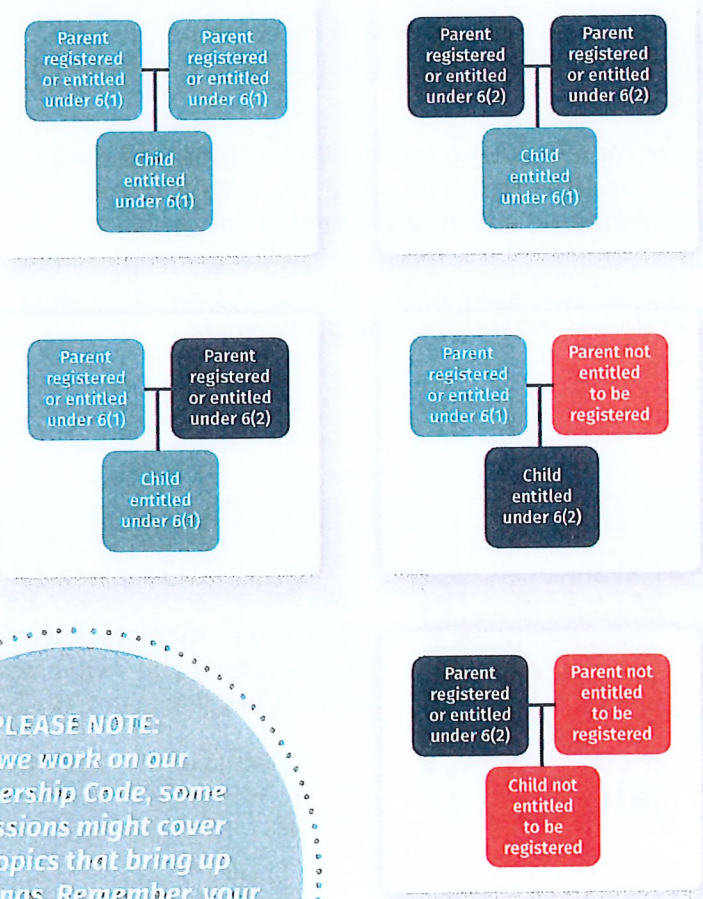 Parent
registered
or entitled
under 6(1)
Parent
registered
or entitled
under 6(1)
Child
entitled
under 6(1)
Parent
registered
or entitled
under 6(2)
Parent
registered
or entitled
under 6(2)
Child
entitled
under 6(1)
Parent
registered
or entitled
under 6(1)
Parent
registered
or entitled
under 6(2)
Child
entitled
under 6(1)
Parent
registered
or entitled
under 6(1)
Parent not
entitled
to be
registered
Child
entitled
under 6(2)
Parent
registered
or entitled
under 6(2)
Parent not
entitled
to be
registered
Child not
entitled
to be
registered
PLEASE NOTE:
we work on our
ership Code, some
ssions might cover
opics that bring up
Remember, your